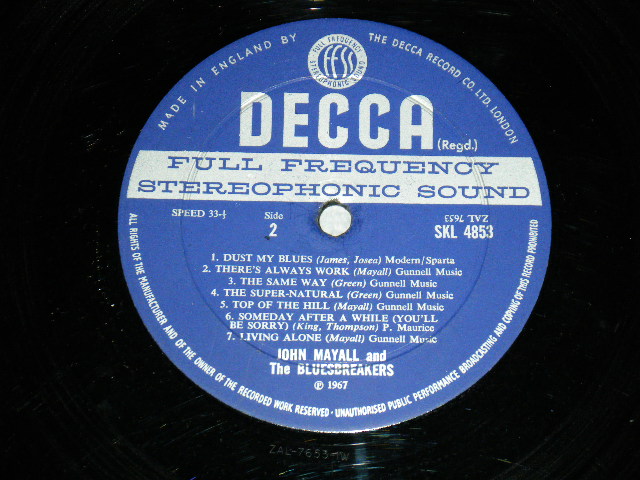 MADE IN ENGLAND BY THE DECCA RECORD CO. LTD. LONDON
FULL FREQUENCY
ffss
STEREOPHONIC SOUND
DECCA
(Regd.)
FULL FREQUENCY
STEREOPHONIC SOUND
SPEED 33⅓ Side ZAL 7653
2 SKL 4853
1. DUST MY BLUES (James, Josea) Modern/Sparta
2. THERE'S ALWAYS WORK (Mayall) Gunnell Music
3. THE SAME WAY (Green) Gunnell Music
4. THE SUPER-NATURAL (Green) Gunnell Music
5. TOP OF THE HILL (Mayall) Gunnell Music
6. SOMEDAY AFTER A WHILE (YOU'LL
BE SORRY) (King, Thompson) P. Maurice
7. LIVING ALONE (Mayall) Gunnell Music
JOHN MAYALL and
The BLUESBREAKERS
℗ 1967
ALL RIGHTS OF THE MANUFACTURER AND OF THE OWNER OF THE RECORDED WORK RESERVED · UNAUTHORISED PUBLIC PERFORMANCE BROADCASTING AND COPYING OF THIS RECORD PROHIBITED
ZAL-7653-1W